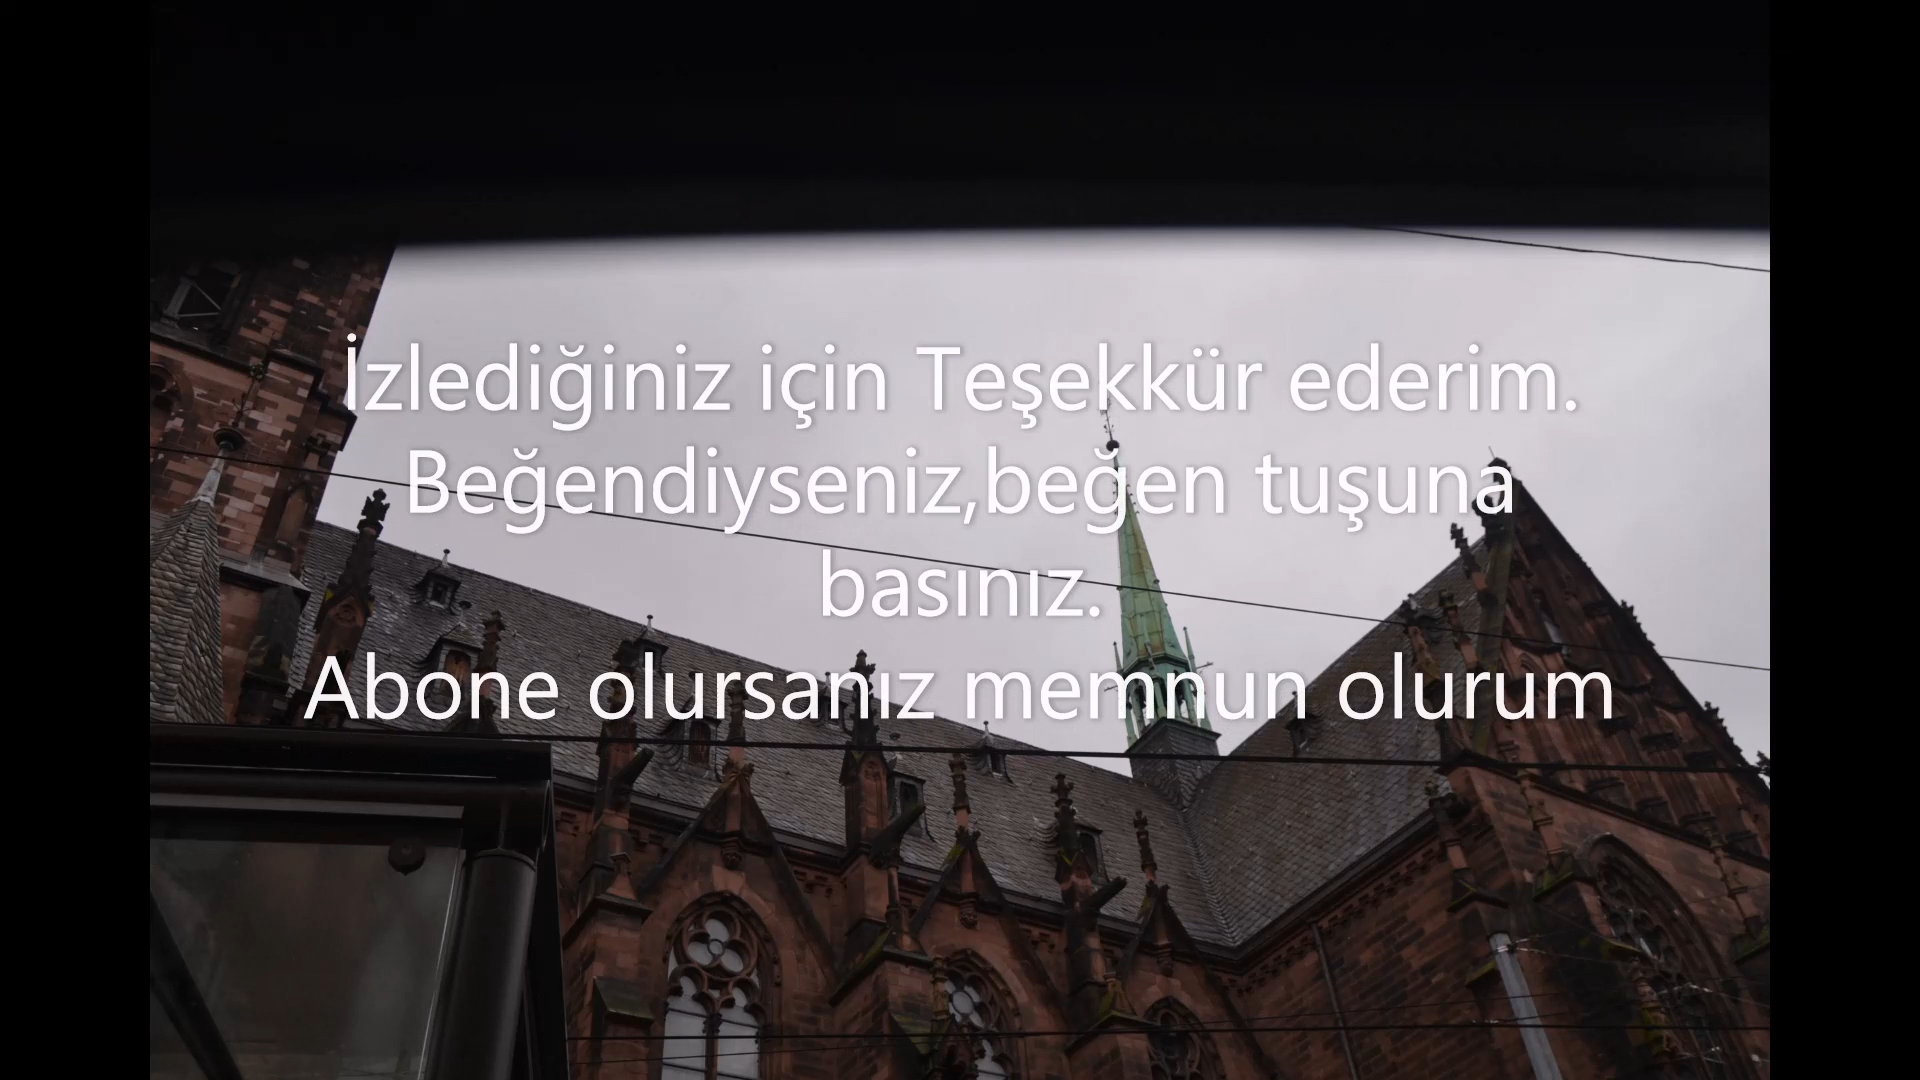 İzlediğiniz için Teşekkür ederim.
Beğendiyseniz,beğen tuşuna
basınız.
Abone olursanız memnun olurum